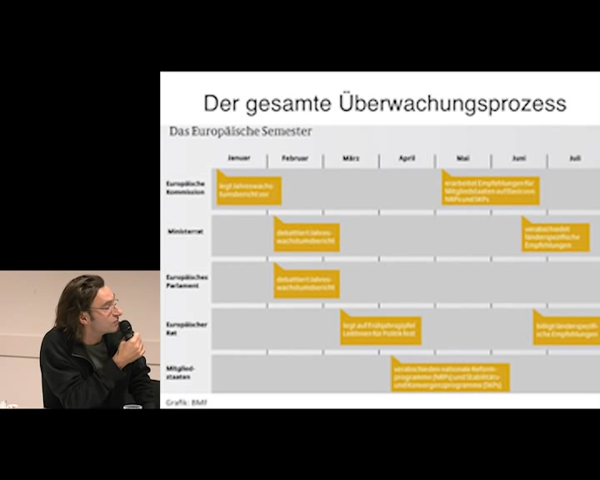 Der gesamte Überwachungsprozess
Das Europäische Semester
Januar Februar März April Mai Juni Juli
Europäische
Kommission
legt Jahreswachs-
tumsbericht vor
erarbeitet Empfehlungen für
Mitgliedstaaten auf Basis von
NRPs und SKPs
Ministerrat
debattiert Jahres-
wachstumsbericht
verabschiedet
länderspezifische
Empfehlungen
Europäisches
Parlament
debattiert Jahres-
wachstumsbericht
Europäischer
Rat
legt auf Frühjahrsgipfel
Leitlinien für Politik fest
billigt länderspezifi-
sche Empfehlungen
Mitglied-
staaten
verabschieden nationale Reform-
programme (NRPs) und Stabilitäts-
und Konvergenzprogramme (SKPs)
Grafik: BMF